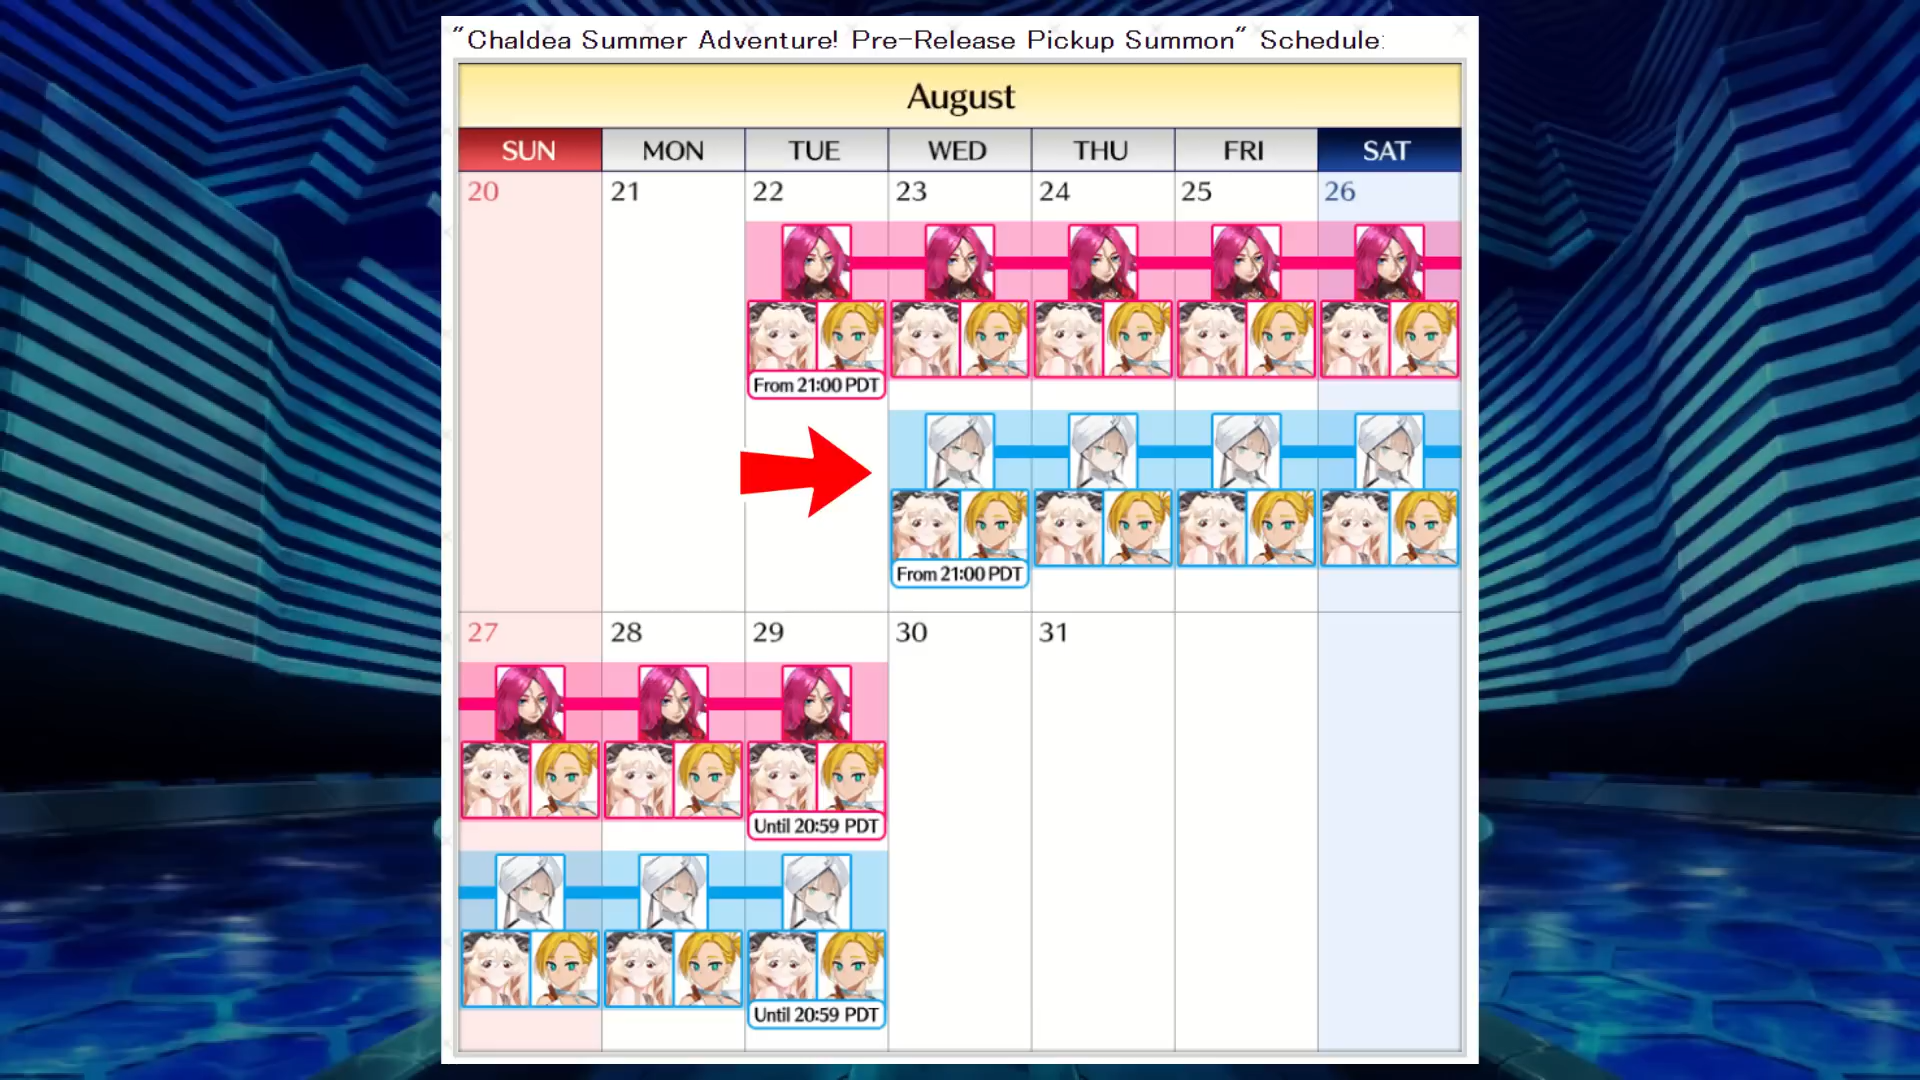 "Chaldea Summer Adventure! Pre-Release Pickup Summon" Schedule:
August
SUN MON TUE WED THU FRI SAT
20 21 22 23 24 25 26
From 21:00 PDT
From 21:00 PDT
27 28 29 30 31
Until 20:59 PDT
Until 20:59 PDT